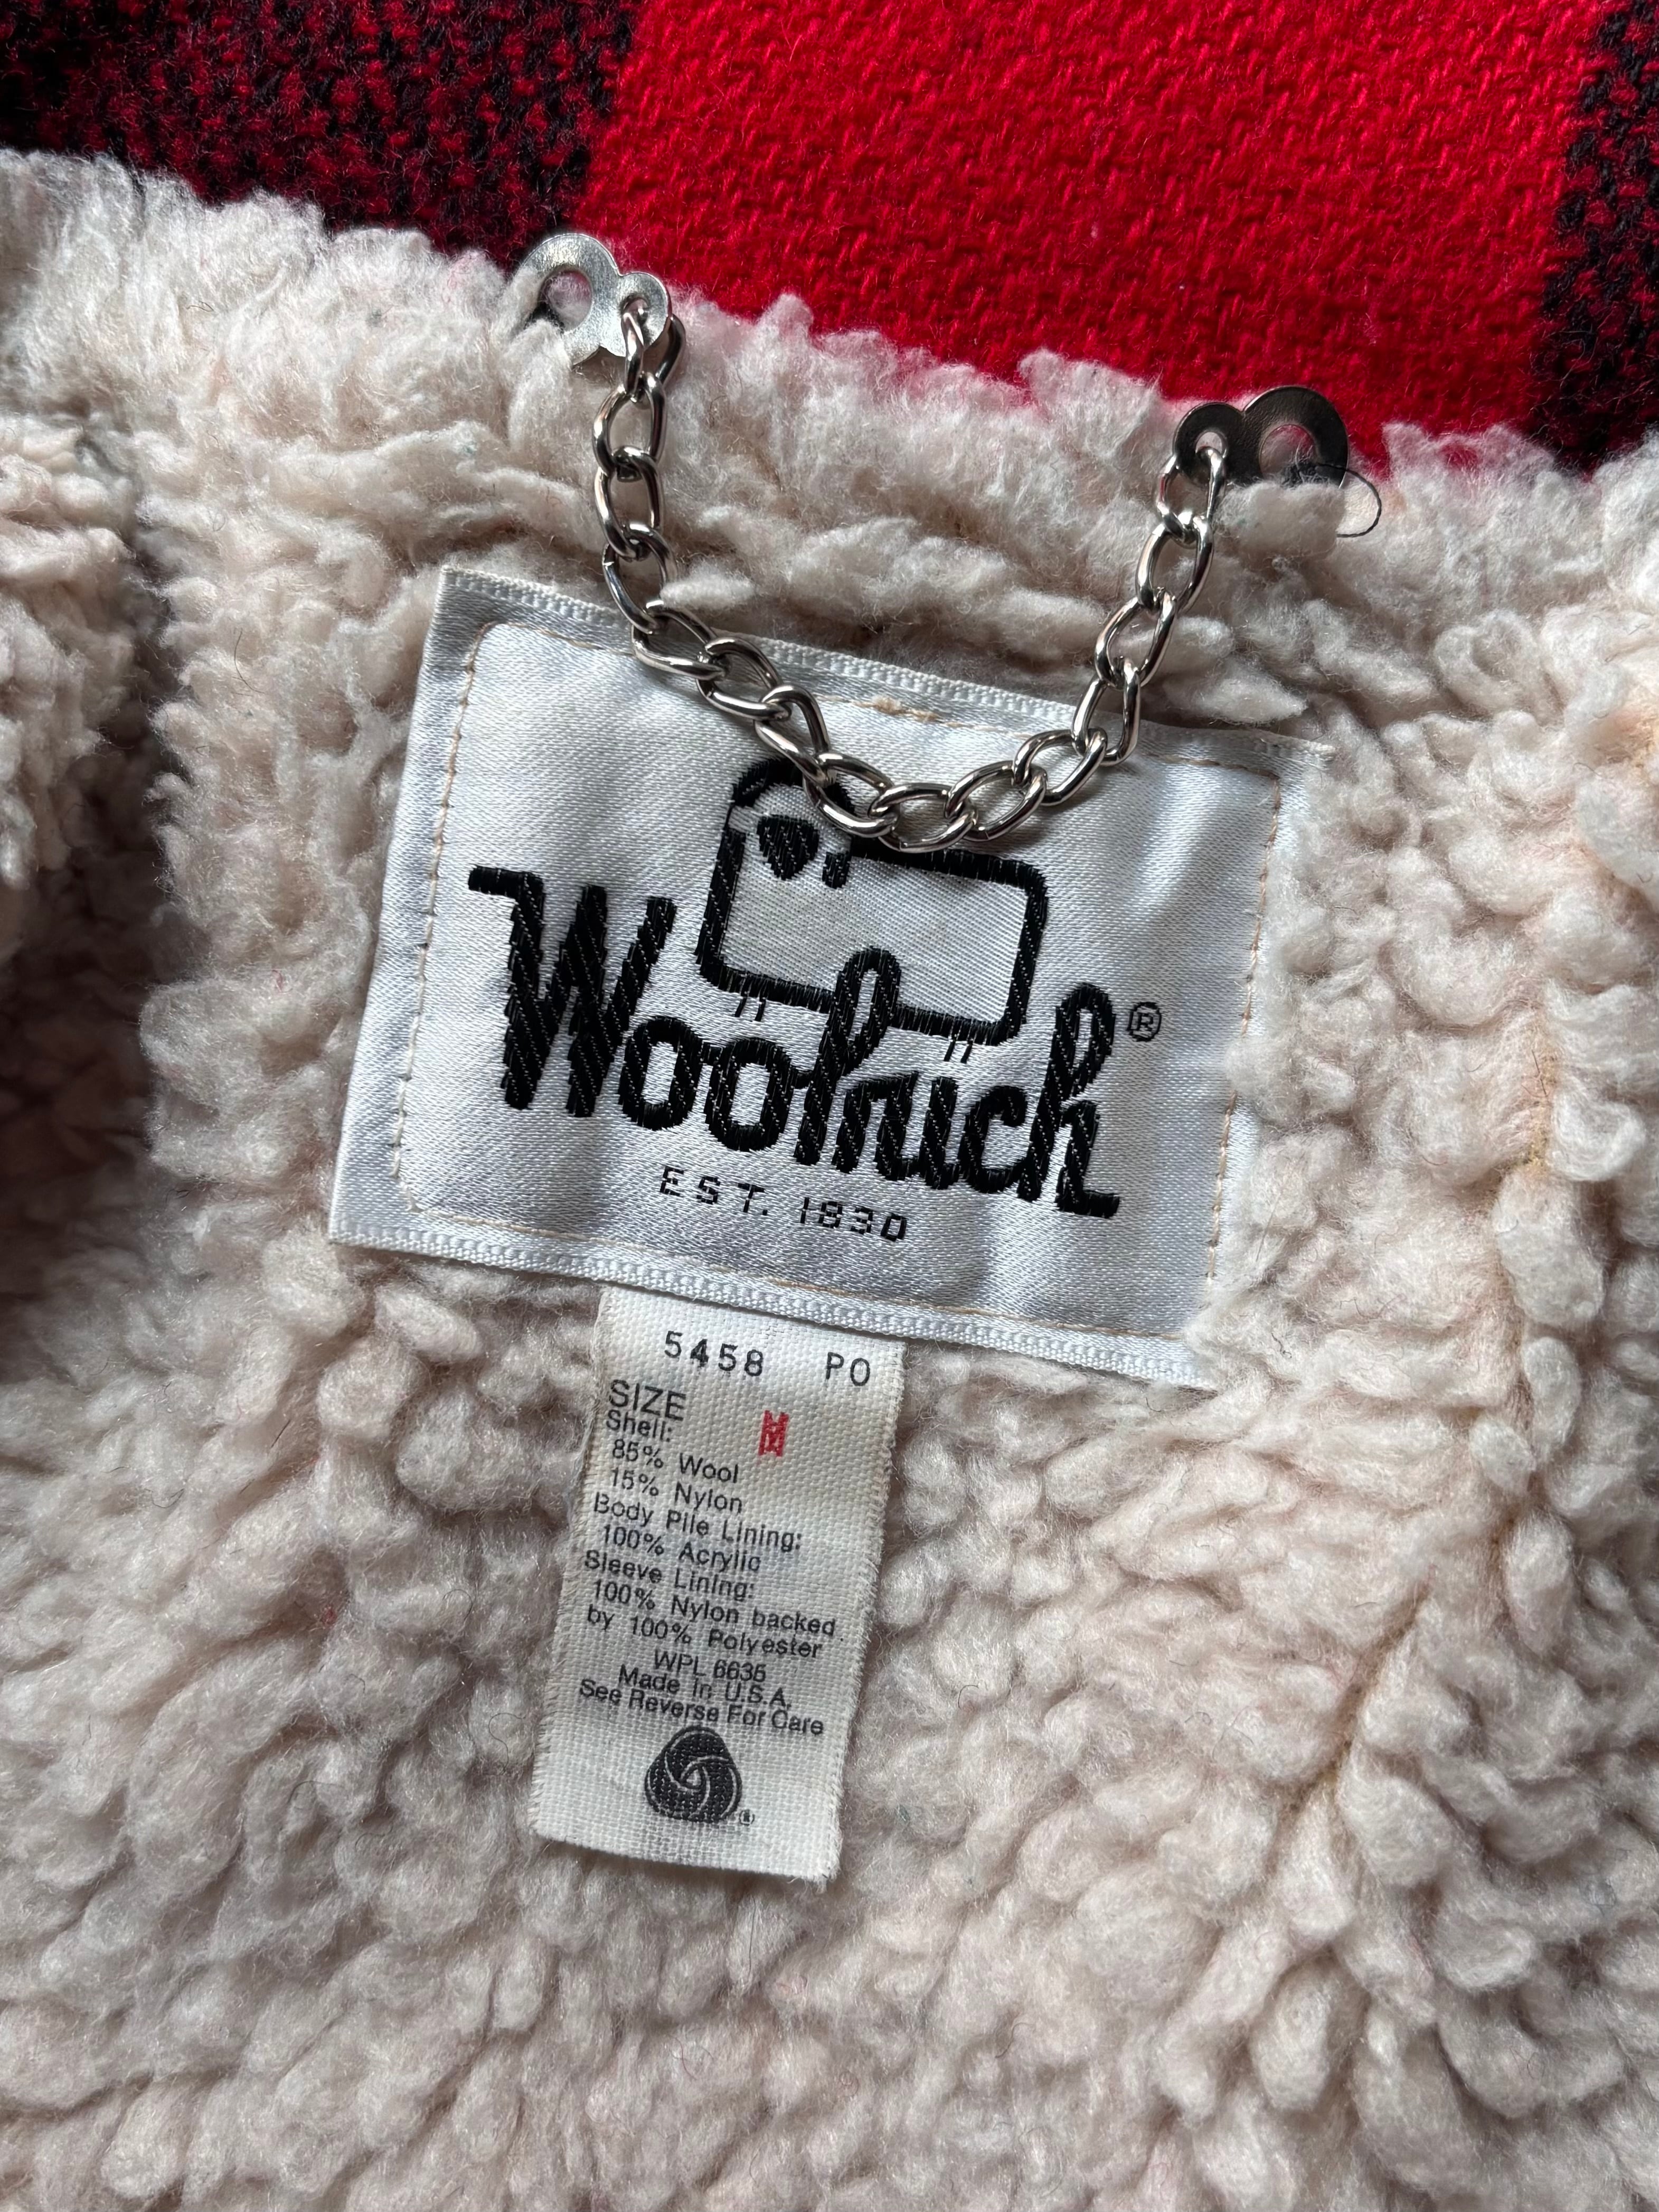 Woolrich®
EST. 1830
5458 PO
SIZE M
Shell:
85% Wool
15% Nylon
Body Pile Lining:
100% Acrylic
Sleeve Lining:
100% Nylon backed
by 100% Polyester
WPL 6635
Made In U.S.A.
See Reverse For Care
®